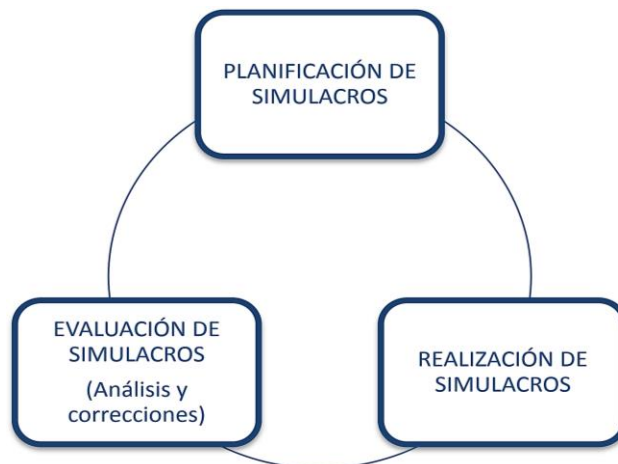 PLANIFICACIÓN DE
SIMULACROS
EVALUACIÓN DE
SIMULACROS
(Análisis y
correcciones)
REALIZACIÓN DE
SIMULACROS